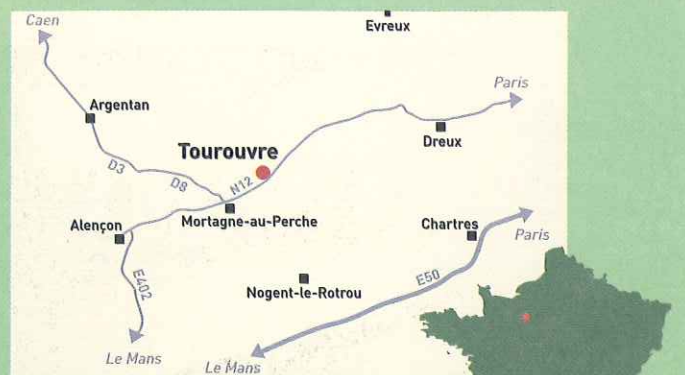 Caen
Evreux
Paris
Argentan
Dreux
Tourouvre
D3
D8
N12
Alençon
Mortagne-au-Perche
Chartres
Paris
E402
E50
Nogent-le-Rotrou
Le Mans
Le Mans